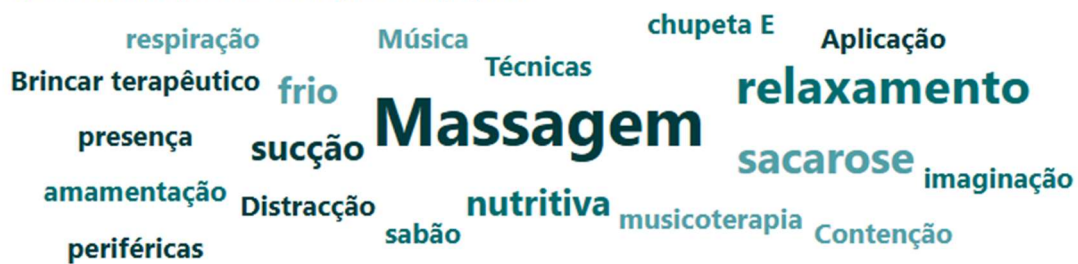 respiração
Música
chupeta E
Aplicação
Técnicas
Brincar terapêutico
frio
relaxamento
Massagem
presença
sucção
sacarose
imaginação
amamentação
Distracção
nutritiva
musicoterapia
sabão
Contenção
periféricas